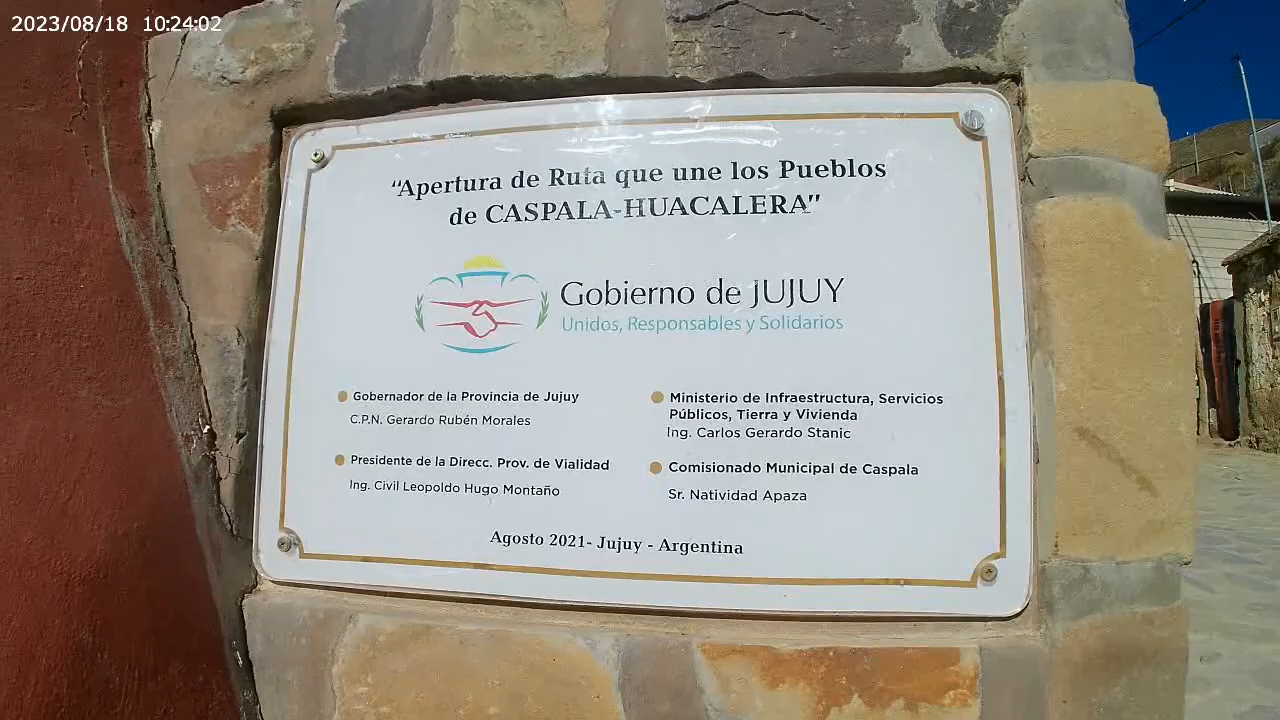 2023/08/18 10:24:02
"Apertura de Ruta que une los Pueblos
de CASPALA-HUACALERA"
Gobierno de JUJUY
Unidos, Responsables y Solidarios
Gobernador de la Provincia de Jujuy
C.P.N. Gerardo Rubén Morales
Presidente de la Direcc. Prov. de Vialidad
Ing. Civil Leopoldo Hugo Montaño
Ministerio de Infraestructura, Servicios
Públicos, Tierra y Vivienda
Ing. Carlos Gerardo Stanic
Comisionado Municipal de Caspala
Sr. Natividad Apaza
Agosto 2021- Jujuy - Argentina